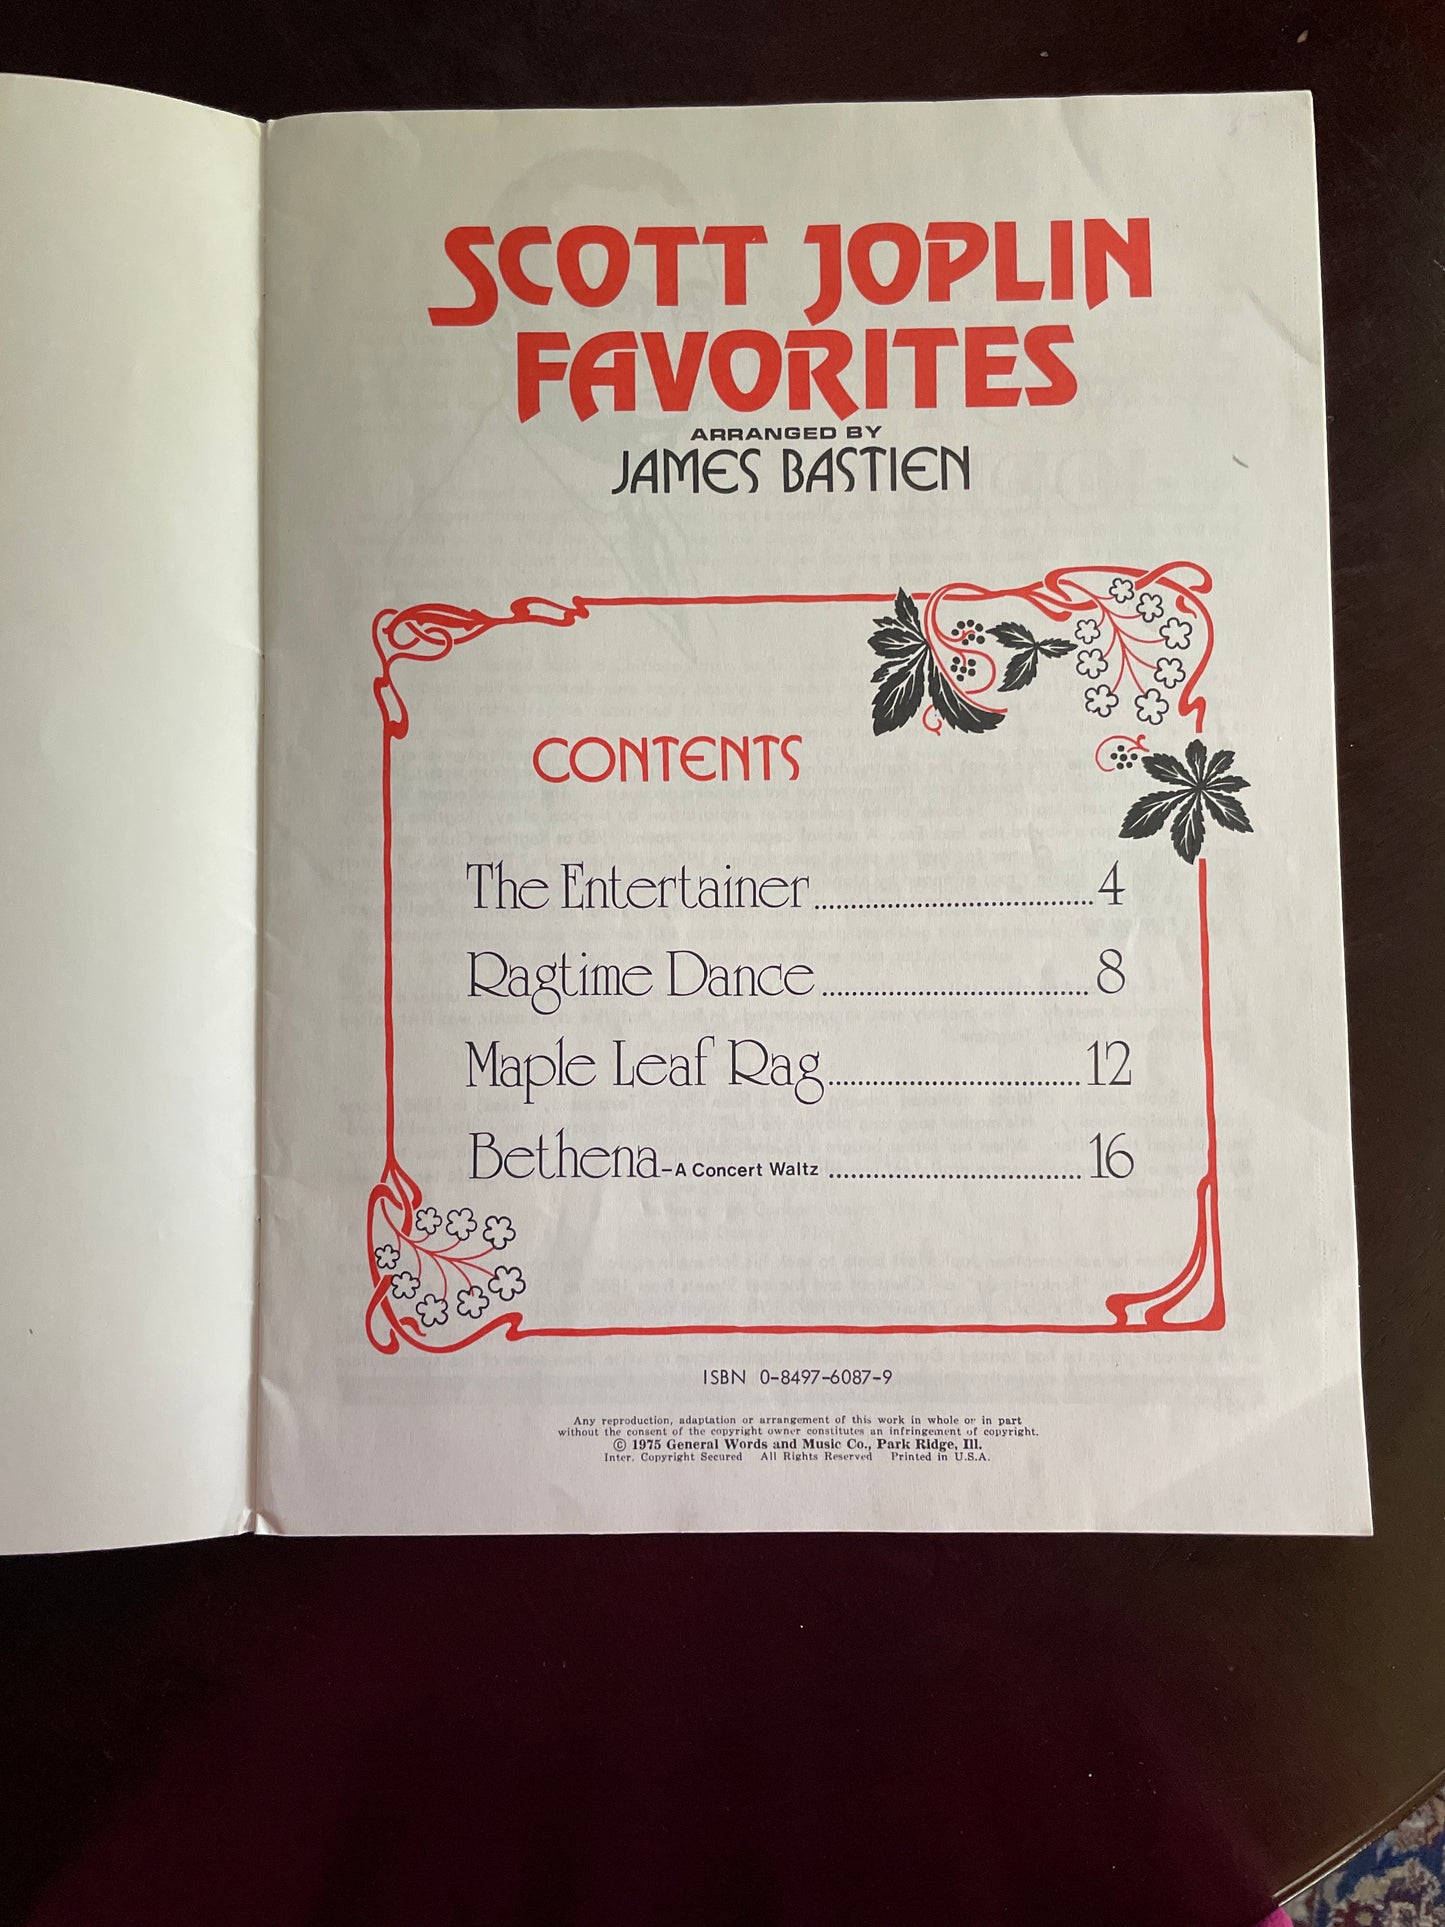 SCOTT JOPLIN
FAVORITES
ARRANGED BY
JAMES BASTIEN
CONTENTS
The Entertainer....................................4
Ragtime Dance....................................8
Maple Leaf Rag..................................12
Bethena–A Concert Waltz ..................................16
ISBN 0-8497-6087-9
Any reproduction, adaptation or arrangement of this work in whole or in part
without the consent of the copyright owner constitutes an infringement of copyright.
© 1975 General Words and Music Co., Park Ridge, Ill.
Inter. Copyright Secured All Rights Reserved Printed in U.S.A.